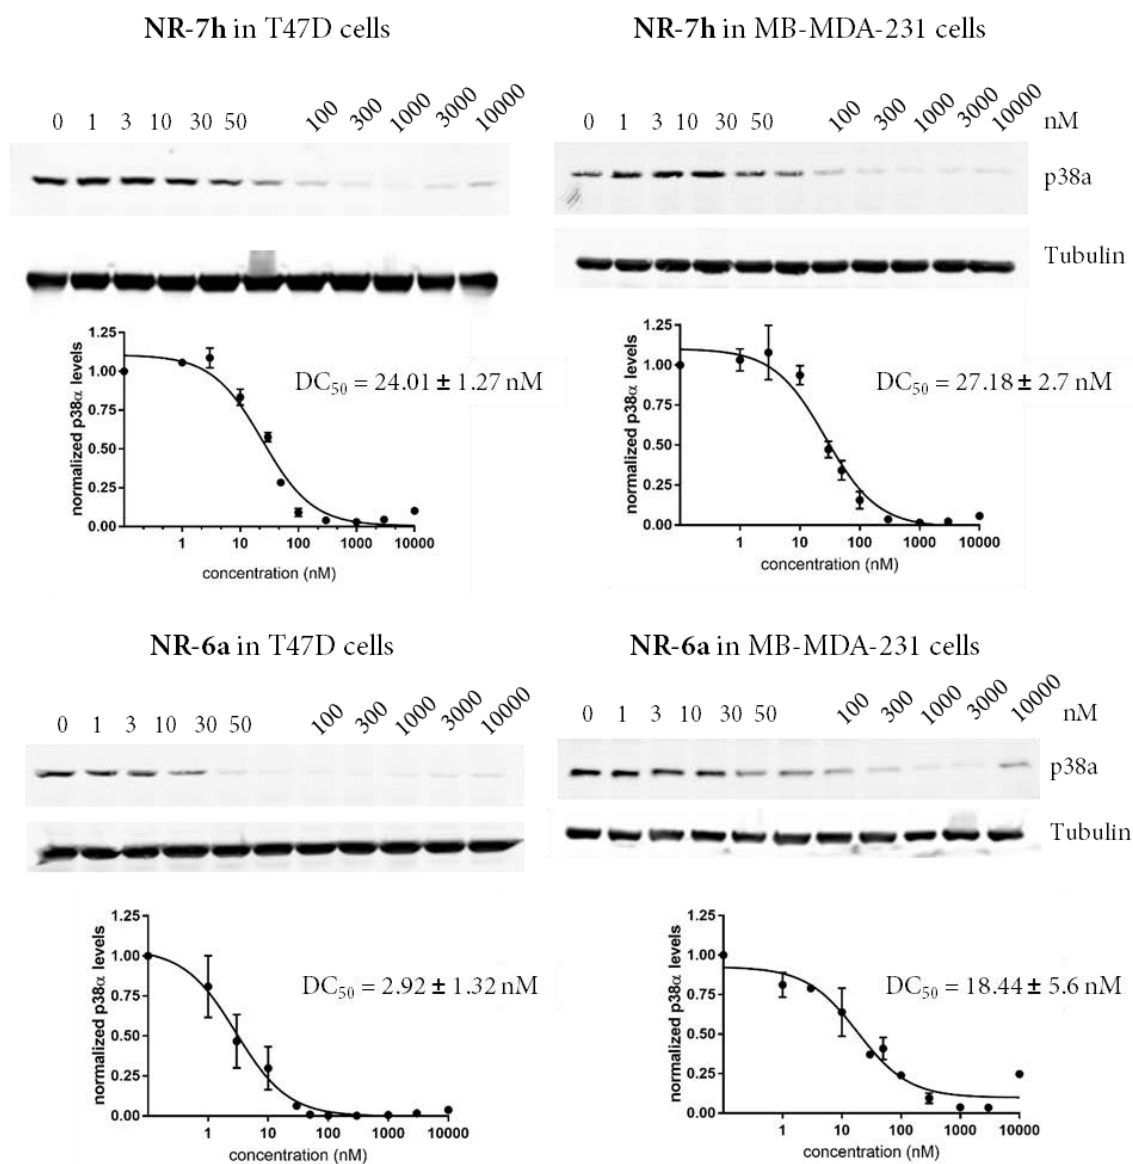 NR-7h in T47D cells
NR-7h in MB-MDA-231 cells
0 1 3 10 30 50 100 300 1000 3000 10000
0 1 3 10 30 50 100 300 1000 3000 10000 nM
p38a
Tubulin
normalized p38α levels
1.25
1.00
0.75
0.50
0.25
0.00
DC50 = 24.01 ± 1.27 nM
1 10 100 1000 10000
concentration (nM)
normalized p38α levels
1.25
1.00
0.75
0.50
0.25
0.00
DC50 = 27.18 ± 2.7 nM
1 10 100 1000 10000
concentration (nM)
NR-6a in T47D cells
NR-6a in MB-MDA-231 cells
0 1 3 10 30 50 100 300 1000 3000 10000
0 1 3 10 30 50 100 300 1000 3000 10000 nM
p38a
Tubulin
normalized p38α levels
1.25
1.00
0.75
0.50
0.25
0.00
DC50 = 2.92 ± 1.32 nM
1 10 100 1000 10000
concentration (nM)
normalized p38α levels
1.25
1.00
0.75
0.50
0.25
0.00
DC50 = 18.44 ± 5.6 nM
1 10 100 1000 10000
concentration (nM)